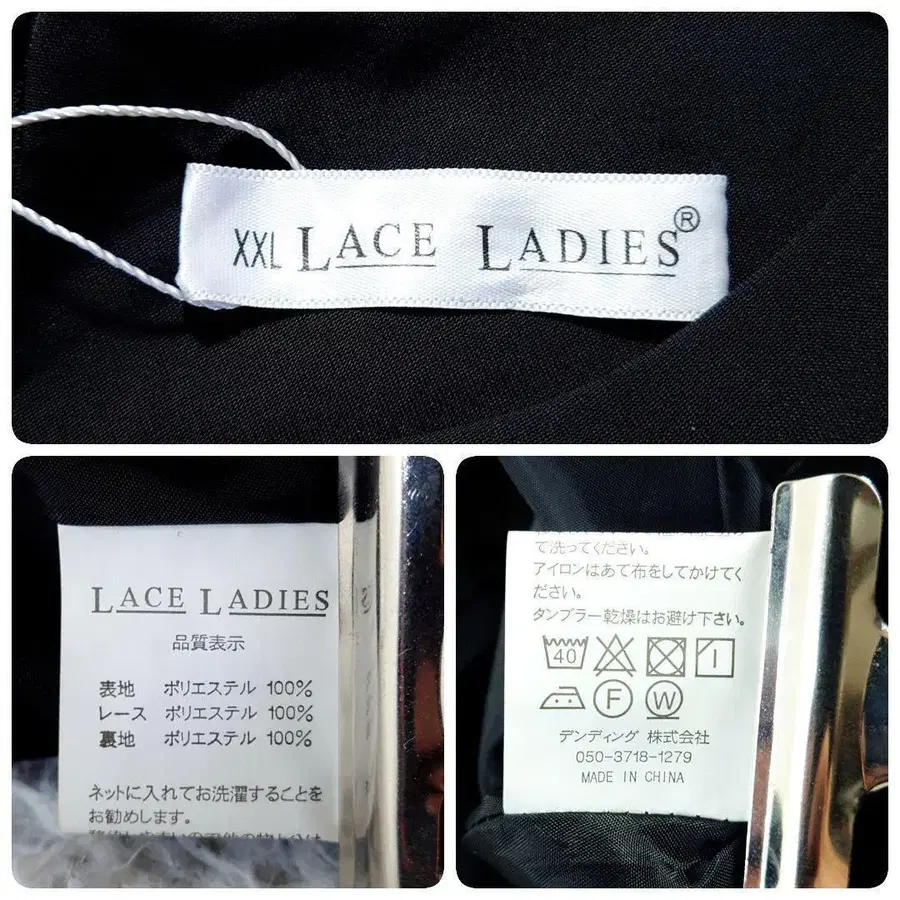 XXL LACE LADIES®
LACE LADIES
品質表示
表地 ポリエステル 100%
レース ポリエステル 100%
裏地 ポリエステル 100%
ネットに入れてお洗濯することを
お勧めします。
て洗ってください。
アイロンはあて布をしてかけてく
ださい。
タンブラー乾燥はお避け下さい。
40
F W
デンディング 株式会社
050-3718-1279
MADE IN CHINA